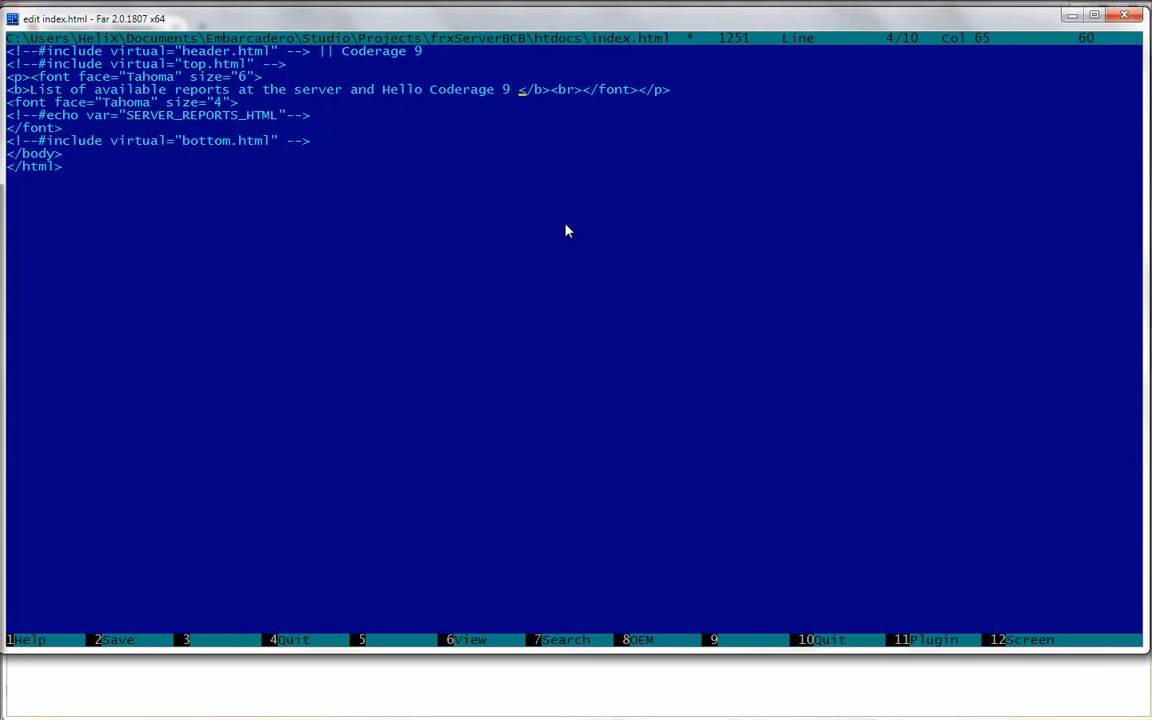 edit index.html - Far 2.0.1807 x64
C:\Users\HeliX\Documents\Embarcadero\Studio\Projects\frxServerBCB\htdocs\index.html * 1251 Line 4/10 Col 65 60
<!--#include virtual="header.html" --> || Coderage 9
<!--#include virtual="top.html" -->
<p><font face="Tahoma" size="6">
<b>List of available reports at the server and Hello Coderage 9 </b><br></font></p>
<font face="Tahoma" size="4">
<!--#echo var="SERVER_REPORTS_HTML"-->
</font>
<!--#include virtual="bottom.html" -->
</body>
</html>
1Help 2Save 3 4Quit 5 6View 7Search 8OEM 9 10Quit 11Plugin 12Screen